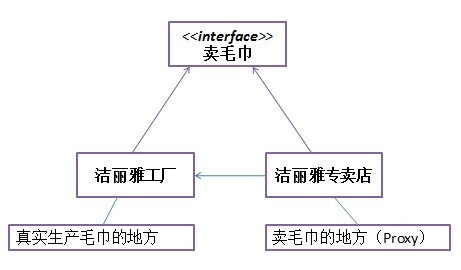 <<interface>>
卖毛巾
洁丽雅工厂
洁丽雅专卖店
真实生产毛巾的地方
卖毛巾的地方（Proxy）